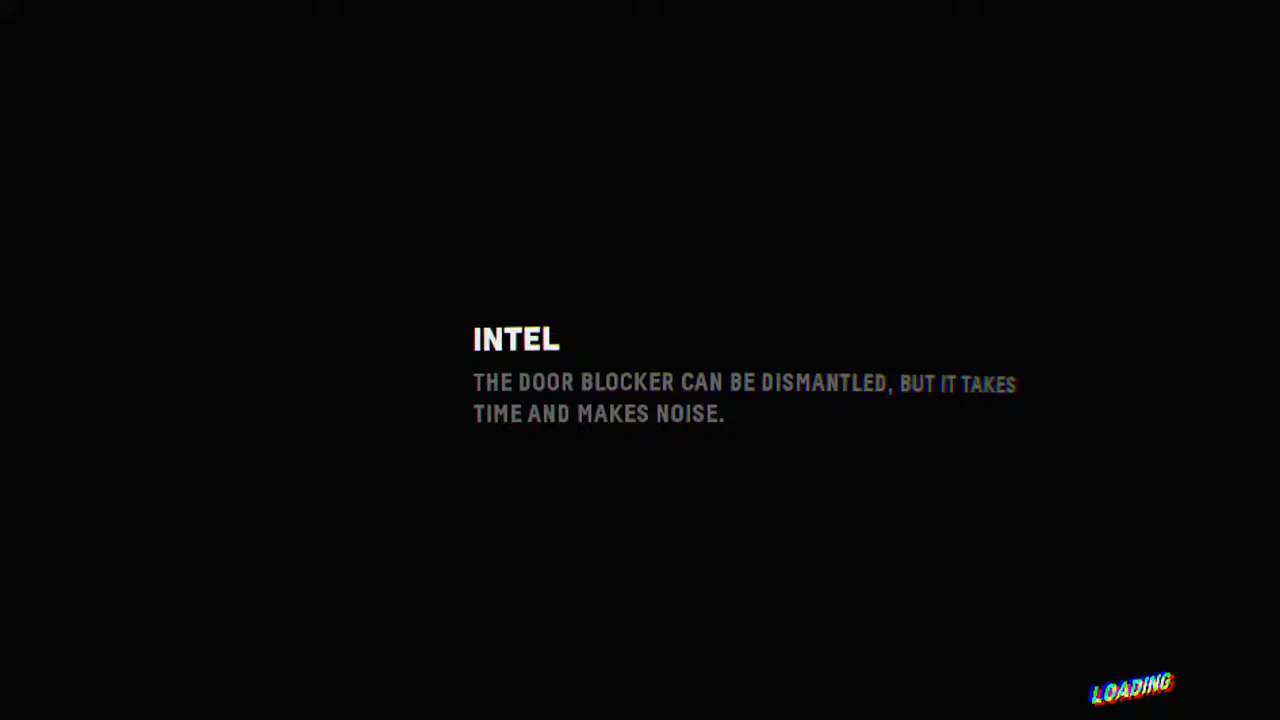 INTEL
THE DOOR BLOCKER CAN BE DISMANTLED, BUT IT TAKES
TIME AND MAKES NOISE.
LOADING